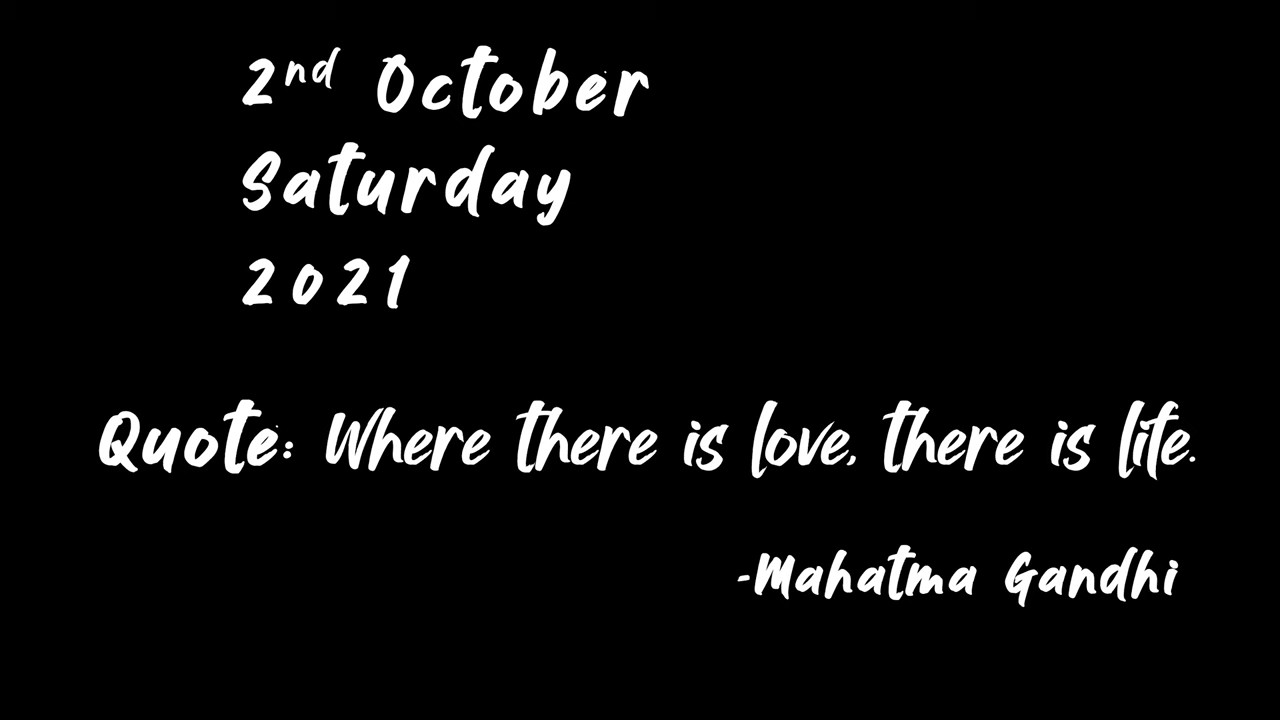 2nd October
Saturday
2021
Quote: Where there is love, there is life.
-Mahatma Gandhi